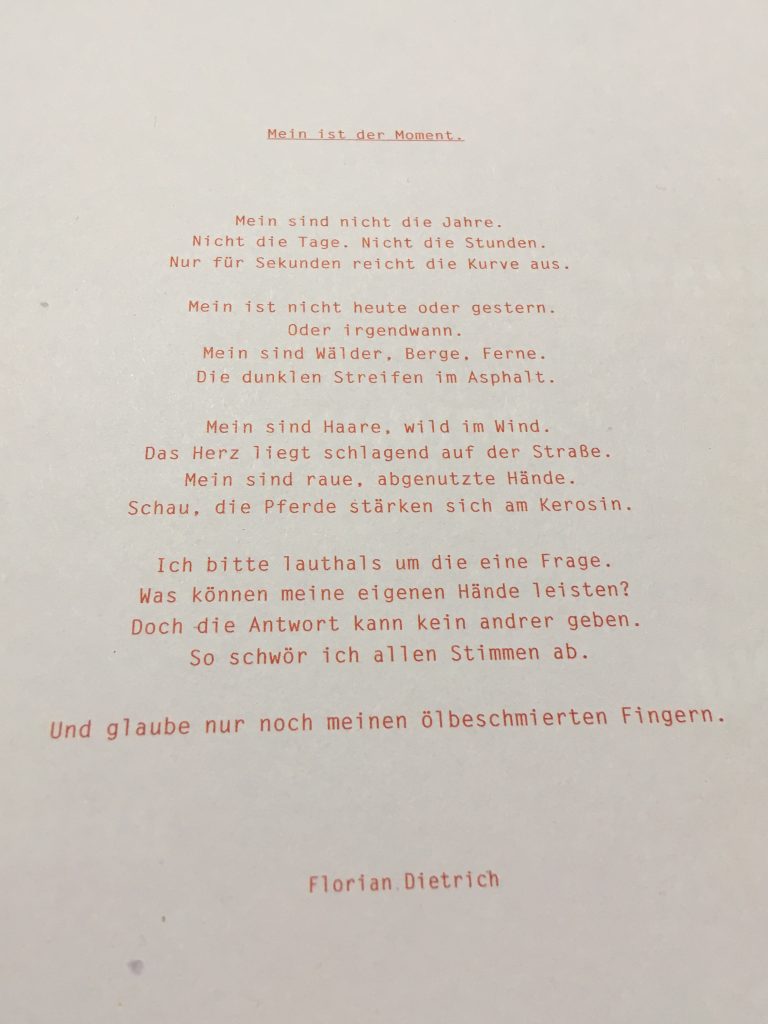 Mein ist der Moment.
Mein sind nicht die Jahre.
Nicht die Tage. Nicht die Stunden.
Nur für Sekunden reicht die Kurve aus.
Mein ist nicht heute oder gestern.
Oder irgendwann.
Mein sind Wälder, Berge, Ferne.
Die dunklen Streifen im Asphalt.
Mein sind Haare, wild im Wind.
Das Herz liegt schlagend auf der Straße.
Mein sind raue, abgenutzte Hände.
Schau, die Pferde stärken sich am Kerosin.
Ich bitte lauthals um die eine Frage.
Was können meine eigenen Hände leisten?
Doch die Antwort kann kein andrer geben.
So schwör ich allen Stimmen ab.
Und glaube nur noch meinen ölbeschmierten Fingern.
Florian Dietrich